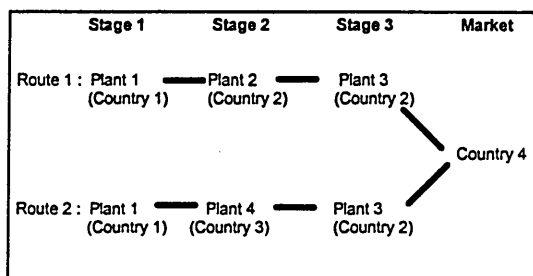 Stage 1 Stage 2 Stage 3 Market
Route 1 : Plant 1 Plant 2 Plant 3
(Country 1) (Country 2) (Country 2)
Country 4
Route 2 : Plant 1 Plant 4 Plant 3
(Country 1) (Country 3) (Country 2)